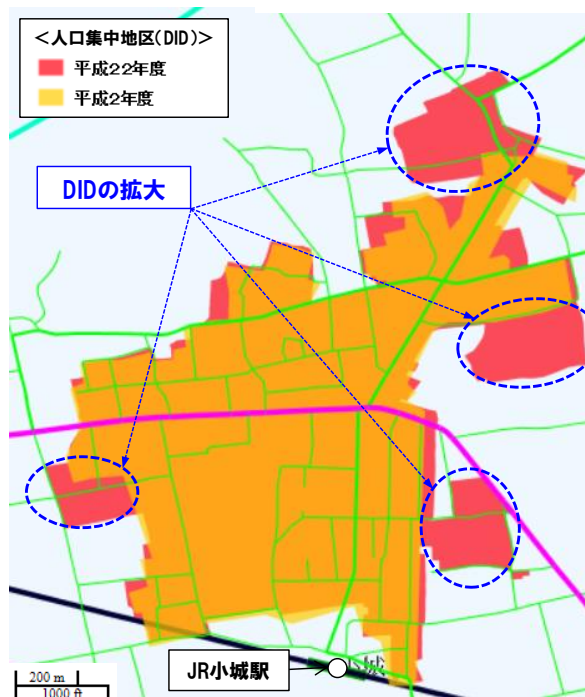 ＜人口集中地区（DID）＞
平成２２年度
平成２年度
DIDの拡大
JR小城駅
城
200 m
1000 ft